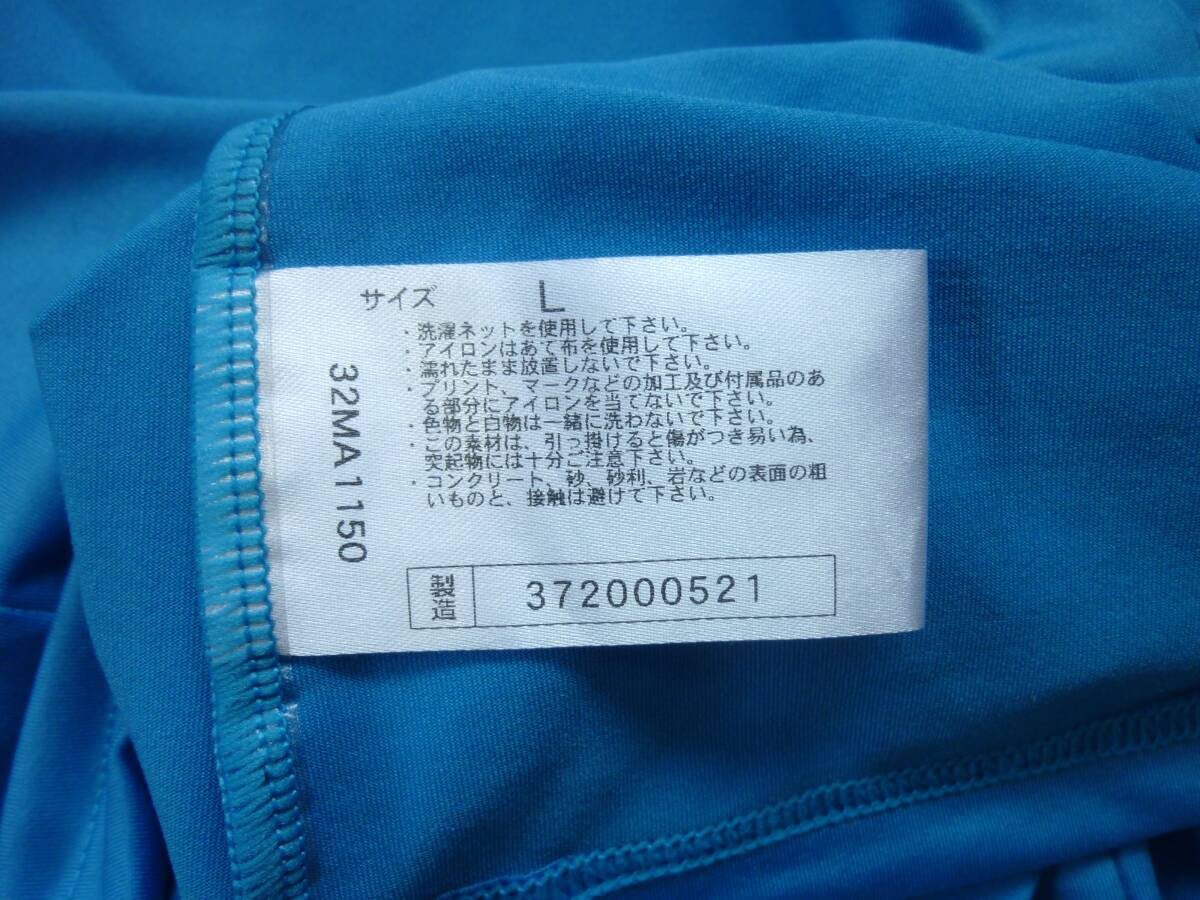 サイズ L
・洗濯ネットを使用して下さい。
・アイロンはあて布を使用して下さい。
・濡れたまま放置しないで下さい。
・プリント、マークなどの加工及び付属品のあ
る部分にアイロンを当てないで下さい。
・色物と白物は一緒に洗わないで下さい。
・この素材は、引っ掛けると傷がつき易い為、
突起物には十分ご注意下さい。
・コンクリート、砂、砂利、岩などの表面の粗
いものと、接触は避けて下さい。
32MA1150
製造 372000521